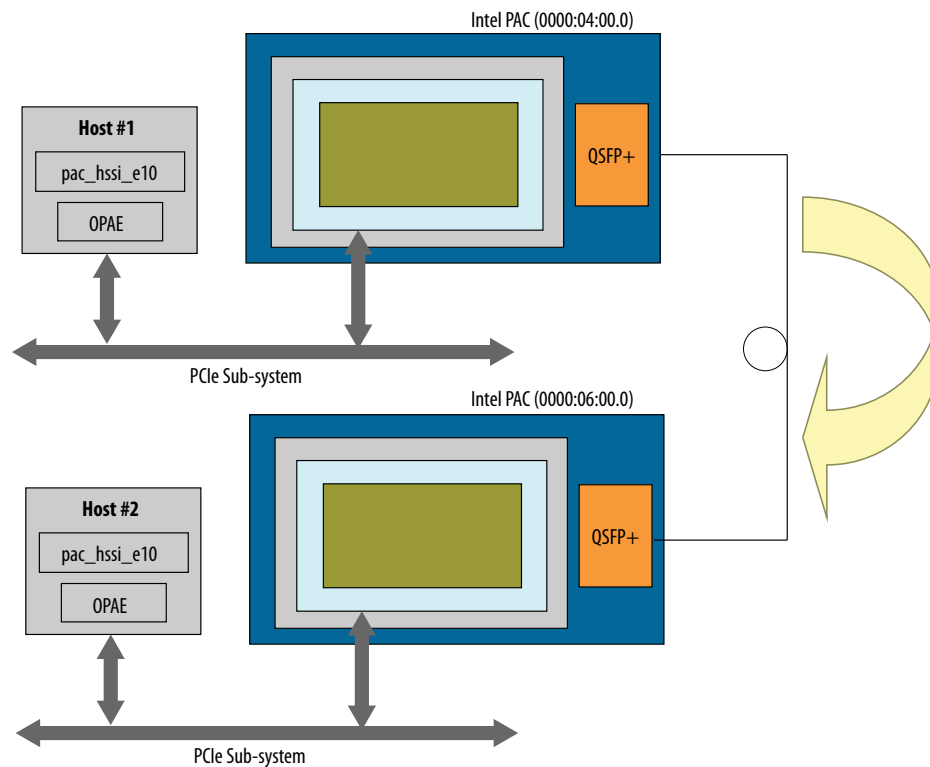 Intel PAC (0000:04:00.0)
Host #1
pac_hssi_e10
OPAE
QSFP+
PCIe Sub-system
Intel PAC (0000:06:00.0)
Host #2
pac_hssi_e10
OPAE
QSFP+
PCIe Sub-system